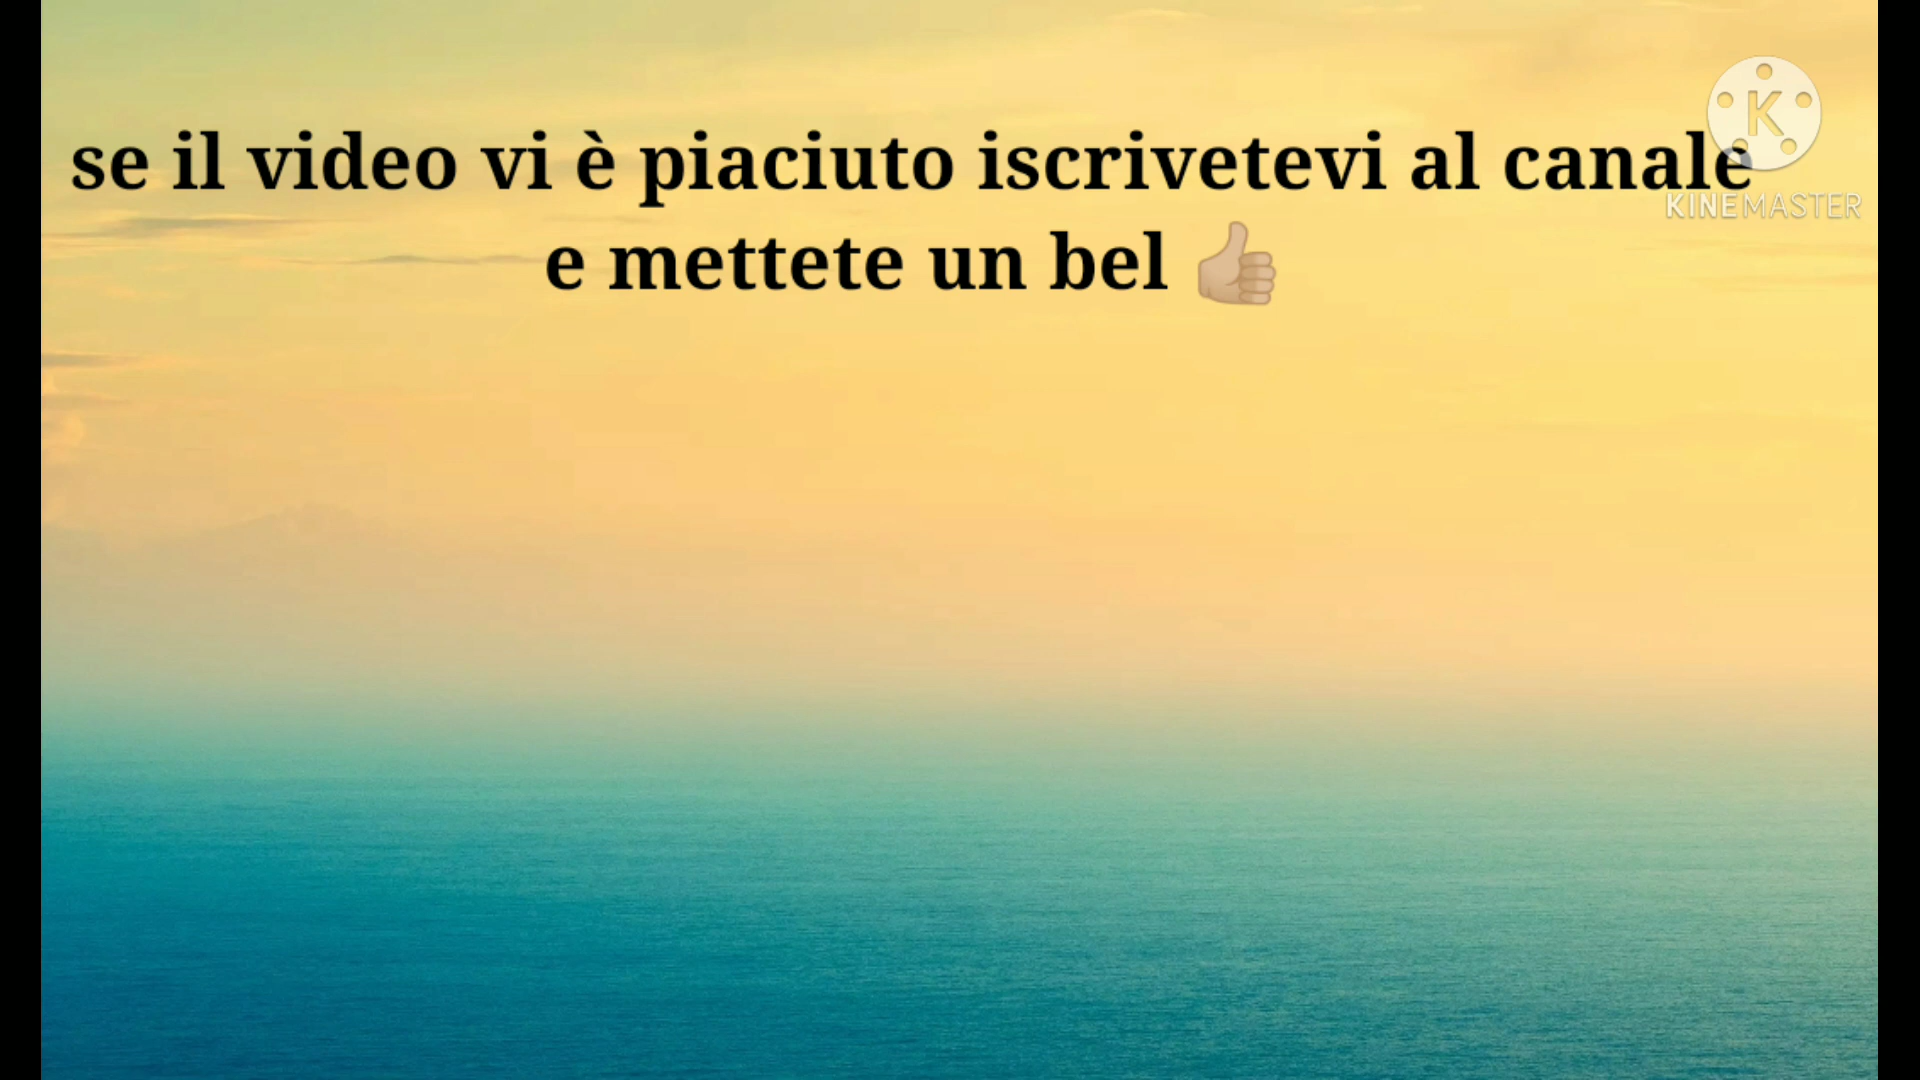 se il video vi è piaciuto iscrivetevi al canale
e mettete un bel 👍🏼
K
KINEMASTER